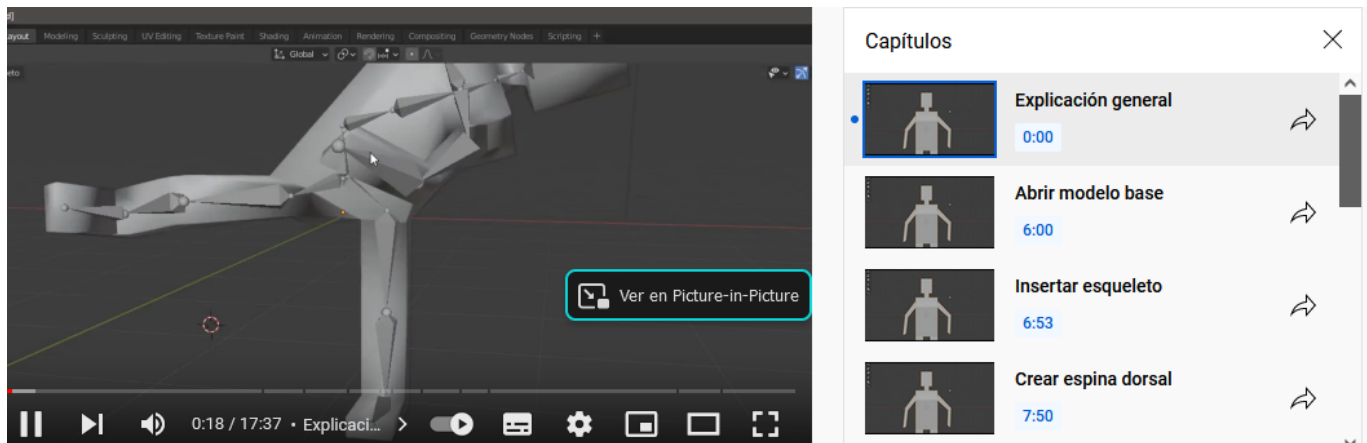 d]
ayout Modeling Sculpting UV Editing Texture Paint Shading Animation Rendering Compositing Geometry Nodes Scripting +
Global
eto
Ver en Picture-in-Picture
0:18 / 17:37 • Explicaci...
Capítulos
Explicación general
0:00
Abrir modelo base
6:00
Insertar esqueleto
6:53
Crear espina dorsal
7:50